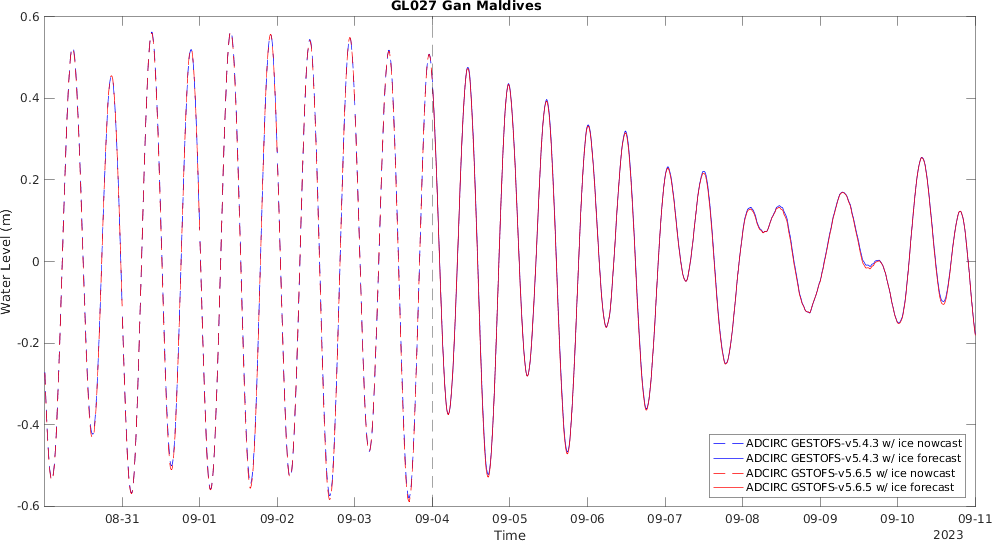 GL027 Gan Maldives
0.6
0.4
0.2
0
-0.2
-0.4
-0.6
Water Level (m)
ADCIRC GESTOFS-v5.4.3 w/ ice nowcast
ADCIRC GESTOFS-v5.4.3 w/ ice forecast
ADCIRC GSTOFS-v5.6.5 w/ ice nowcast
ADCIRC GSTOFS-v5.6.5 w/ ice forecast
08-31 09-01 09-02 09-03 09-04 09-05 09-06 09-07 09-08 09-09 09-10 09-11
Time
2023